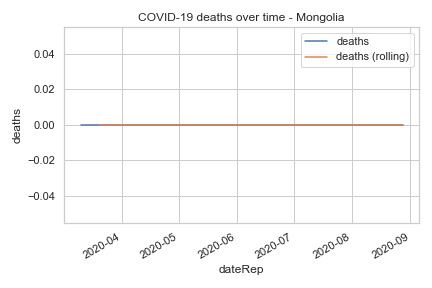 COVID-19 deaths over time - Mongolia
deaths
deaths (rolling)
0.04
0.02
0.00
−0.02
−0.04
deaths
2020-04
2020-05
2020-06
2020-07
2020-08
2020-09
dateRep